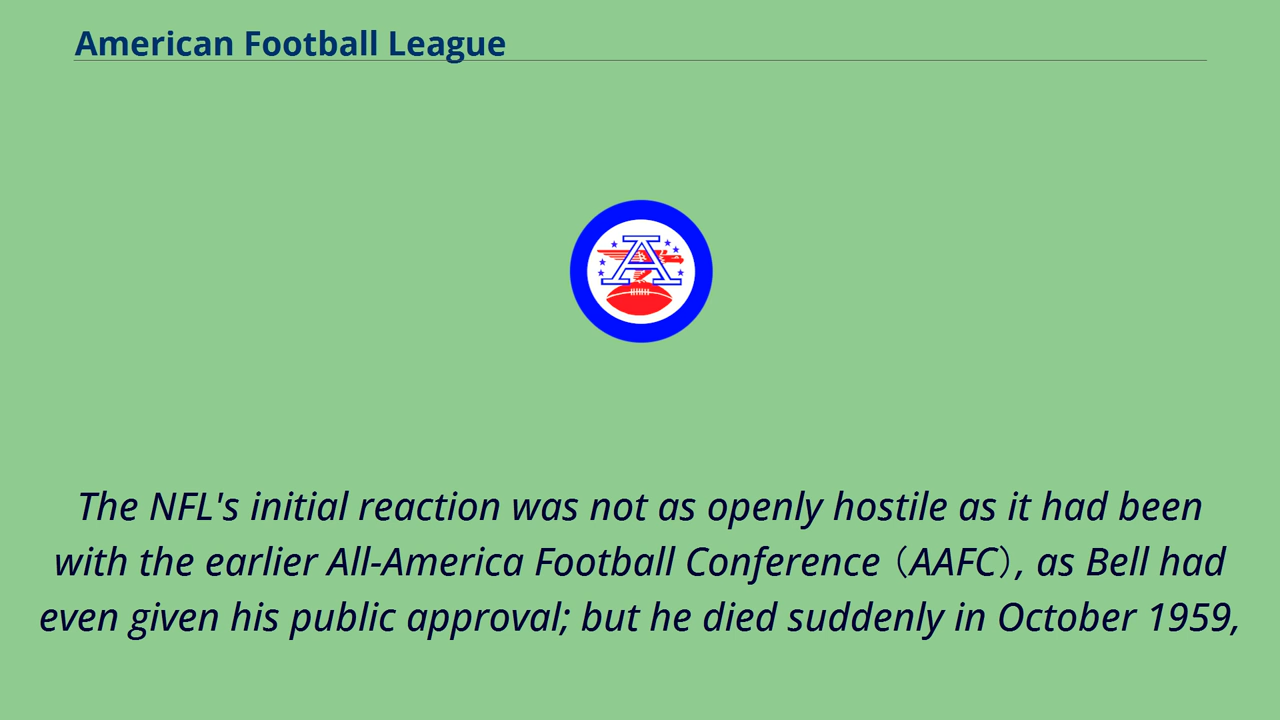 American Football League
A
The NFL's initial reaction was not as openly hostile as it had been
with the earlier All-America Football Conference（AAFC）, as Bell had
even given his public approval; but he died suddenly in October 1959,